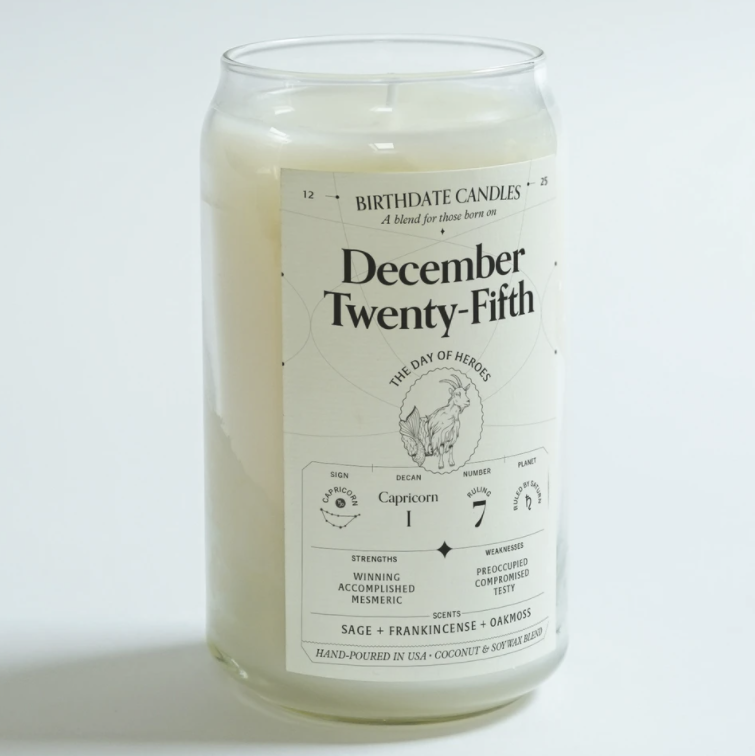 12
BIRTHDATE CANDLES
25
A blend for those born on
December
Twenty-Fifth
THE DAY OF HEROES
SIGN
DECAN
NUMBER
PLANET
CAPRICORN
Capricorn
I
RULING
7
RULED BY SATURN
♄
STRENGTHS
WINNING
ACCOMPLISHED
MESMERIC
WEAKNESSES
PREOCCUPIED
COMPROMISED
TESTY
SCENTS
SAGE + FRANKINCENSE + OAKMOSS
HAND-POURED IN USA • COCONUT & SOY WAX BLEND